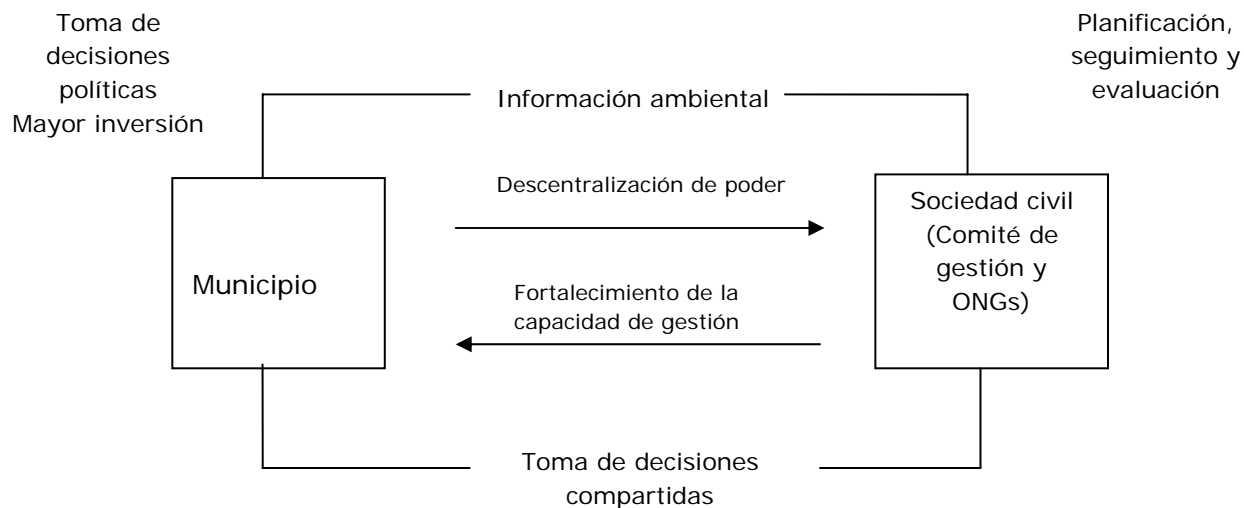 Toma de
decisiones
políticas
Mayor inversión
Planificación,
seguimiento y
evaluación
Información ambiental
Descentralización de poder
Municipio
Sociedad civil
(Comité de
gestión y
ONGs)
Fortalecimiento de la
capacidad de gestión
Toma de decisiones
compartidas